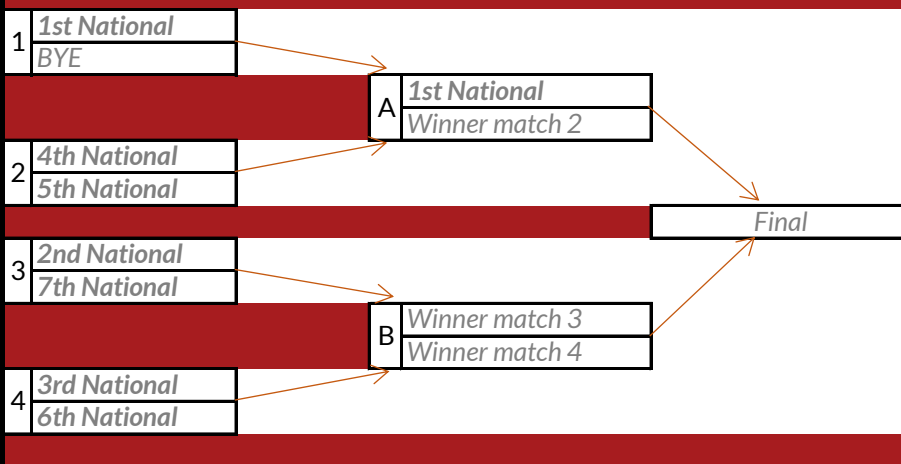 1
1st National
BYE
A
1st National
Winner match 2
2
4th National
5th National
Final
3
2nd National
7th National
B
Winner match 3
Winner match 4
4
3rd National
6th National